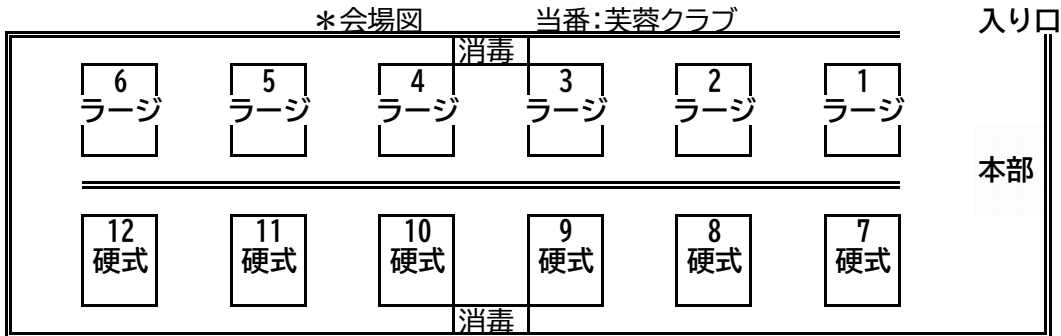 ＊会場図 当番：芙蓉クラブ 入り口
消毒
6 5 4 3 2 1
ラージ ラージ ラージ ラージ ラージ ラージ
本部
12 11 10 9 8 7
硬式 硬式 硬式 硬式 硬式 硬式
消毒